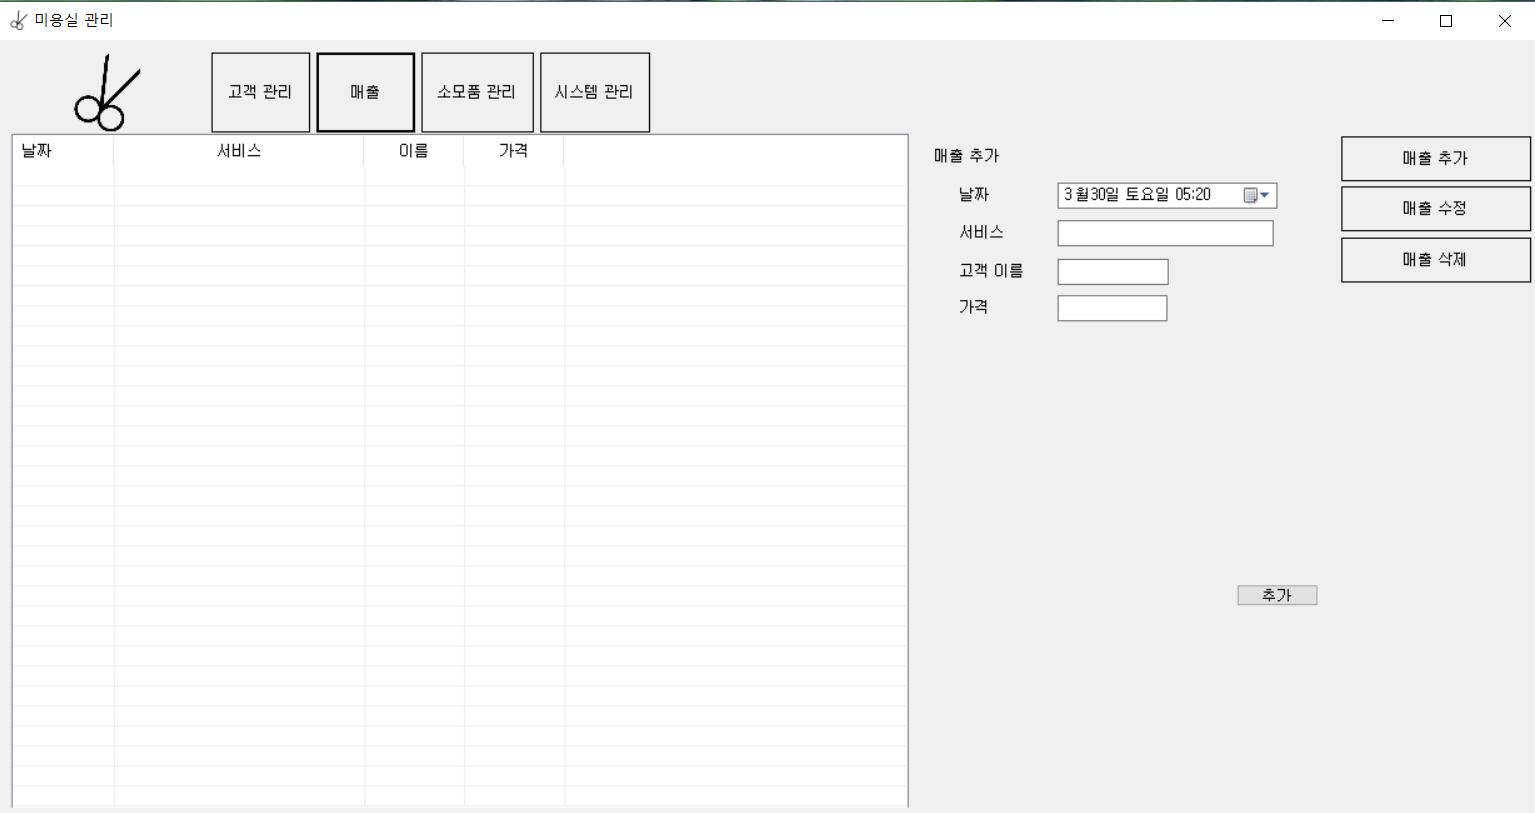 미용실 관리
고객 관리 매출 소모품 관리 시스템 관리
날짜 서비스 이름 가격
매출 추가
날짜 3월30일 토요일 05:20
서비스
고객 이름
가격
추가
매출 추가
매출 수정
매출 삭제